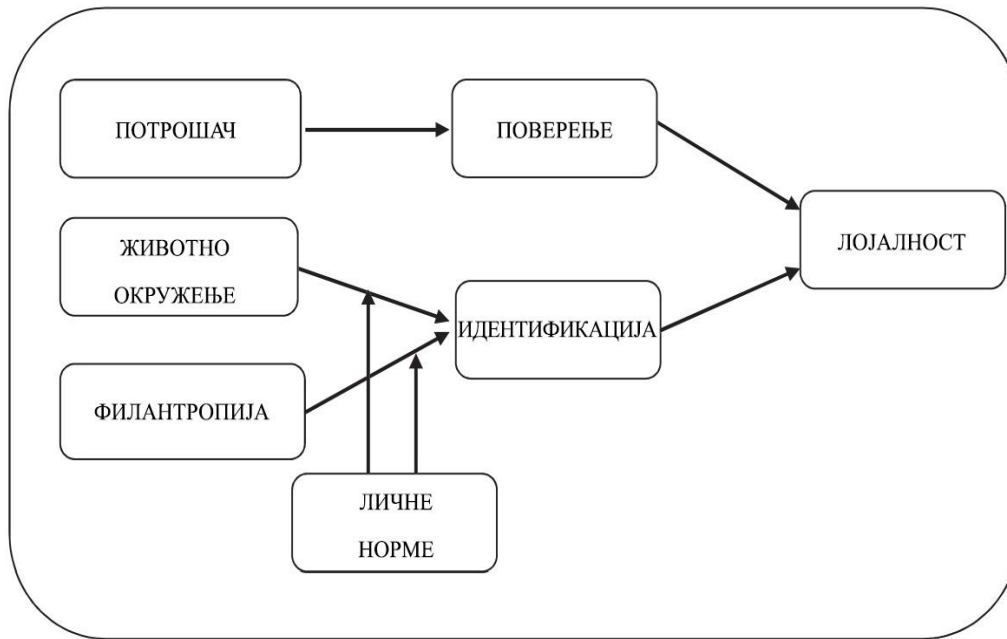 ПОТРОШАЧ
ПОВЕРЕЊЕ
ЛОЈАЛНОСТ
ЖИВОТНО
ОКРУЖЕЊЕ
ИДЕНТИФИКАЦИЈА
ФИЛАНТРОПИЈА
ЛИЧНЕ
НОРМЕ